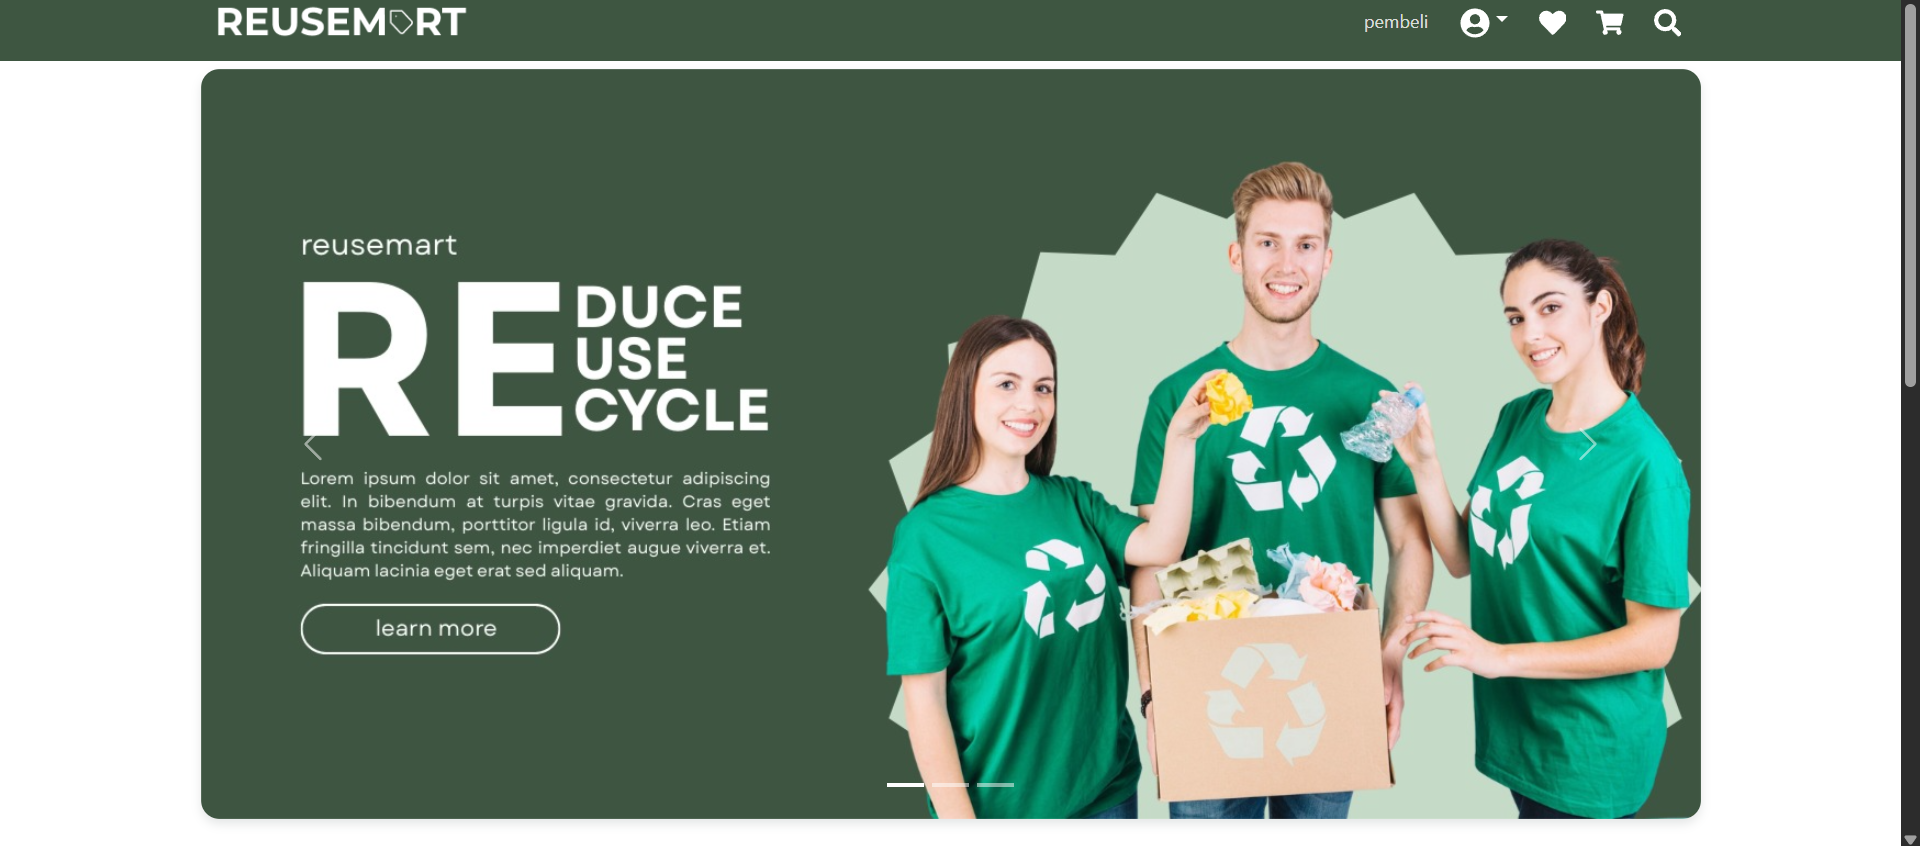 REUSEMART
pembeli
reusemart
REDUCE
USE
CYCLE
Lorem ipsum dolor sit amet, consectetur adipiscing
elit. In bibendum at turpis vitae gravida. Cras eget
massa bibendum, porttitor ligula id, viverra leo. Etiam
fringilla tincidunt sem, nec imperdiet augue viverra et.
Aliquam lacinia eget erat sed aliquam.
learn more